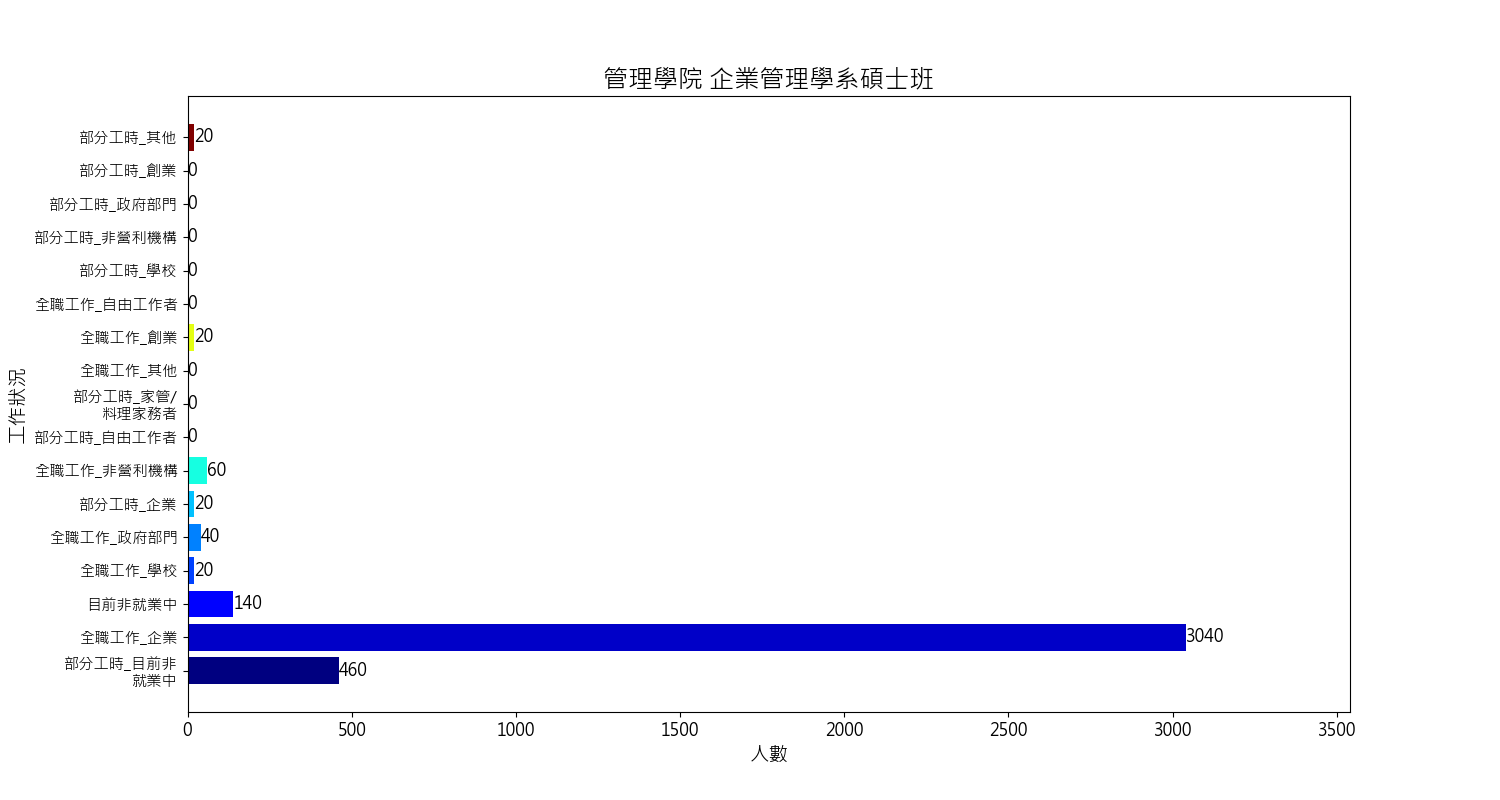 管理學院 企業管理學系碩士班
部分工時_其他 20
部分工時_創業 0
部分工時_政府部門 0
部分工時_非營利機構 0
部分工時_學校 0
全職工作_自由工作者 0
全職工作_創業 20
全職工作_其他 0
部分工時_家管/
料理家務者 0
部分工時_自由工作者 0
全職工作_非營利機構 60
部分工時_企業 20
全職工作_政府部門 40
全職工作_學校 20
目前非就業中 140
全職工作_企業 3040
部分工時_目前非
就業中 460
工作狀況
0 500 1000 1500 2000 2500 3000 3500
人數